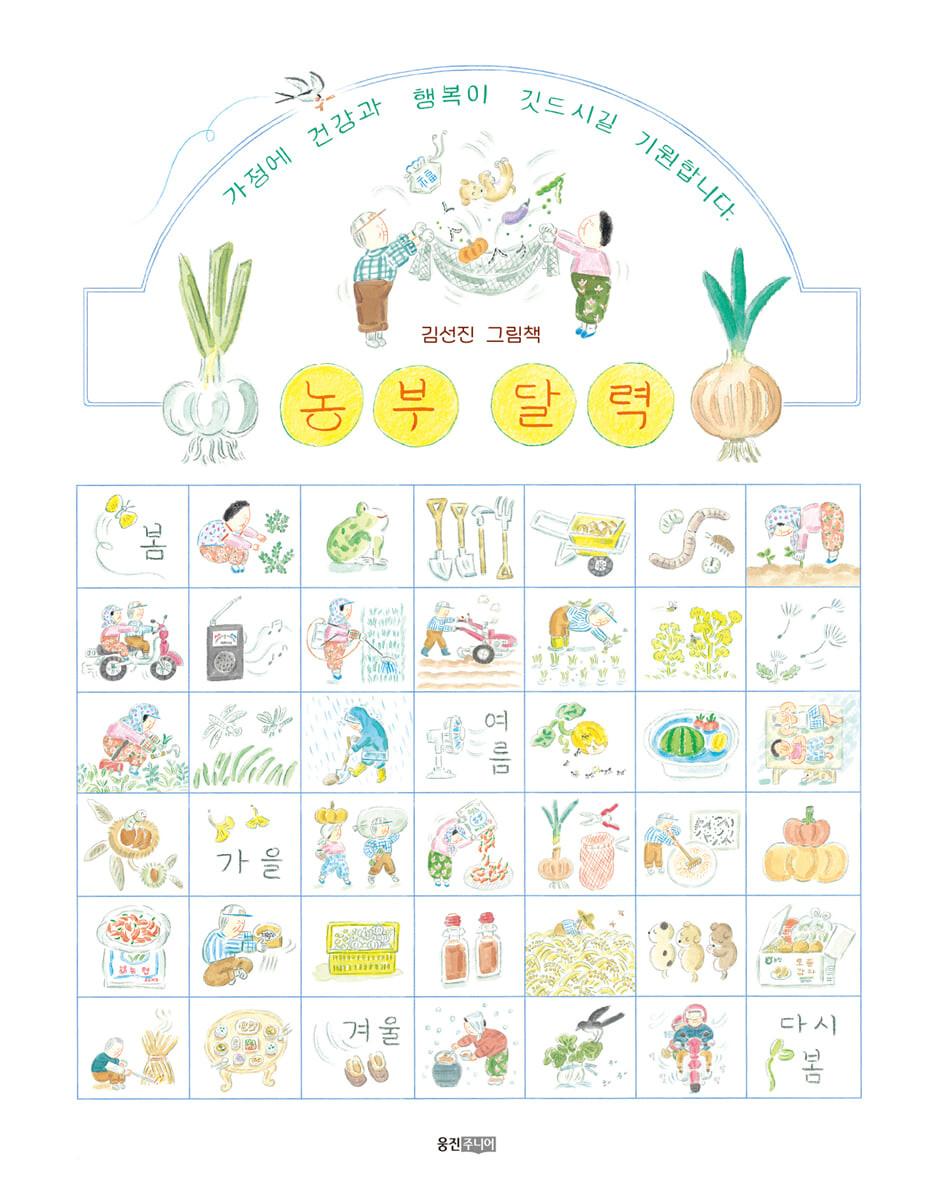 가정에 건강과 행복이 깃드시길 기원합니다.
福
김선진 그림책
농부 달력
봄
여름
가을
겨울
다시
봄
웅진주니어